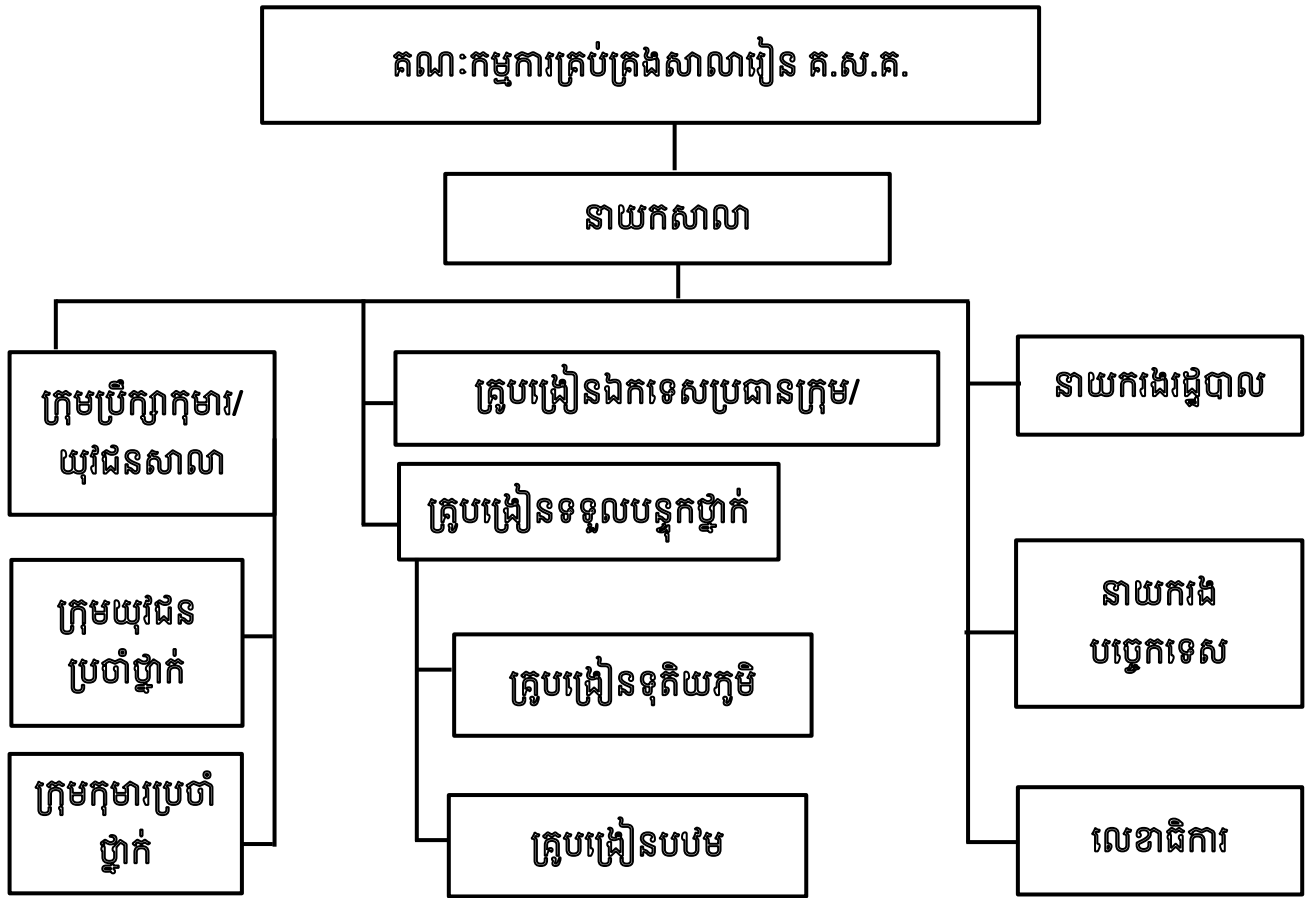 គណៈកម្មការគ្រប់គ្រងសាលារៀន គ.ស.គ.
នាយកសាលា
ក្រុមប្រឹក្សាកុមារ/
យុវជនសាលា
ក្រុមយុវជន
ប្រចាំថ្នាក់
ក្រុមកុមារប្រចាំ
ថ្នាក់
គ្រូបង្រៀនឯកទេសប្រធានក្រុម/
គ្រូបង្រៀនទទួលបន្ទុកថ្នាក់
គ្រូបង្រៀនទុតិយភូមិ
គ្រូបង្រៀនបឋម
នាយករងរដ្ឋបាល
នាយករង
បច្ចេកទេស
លេខាធិការ